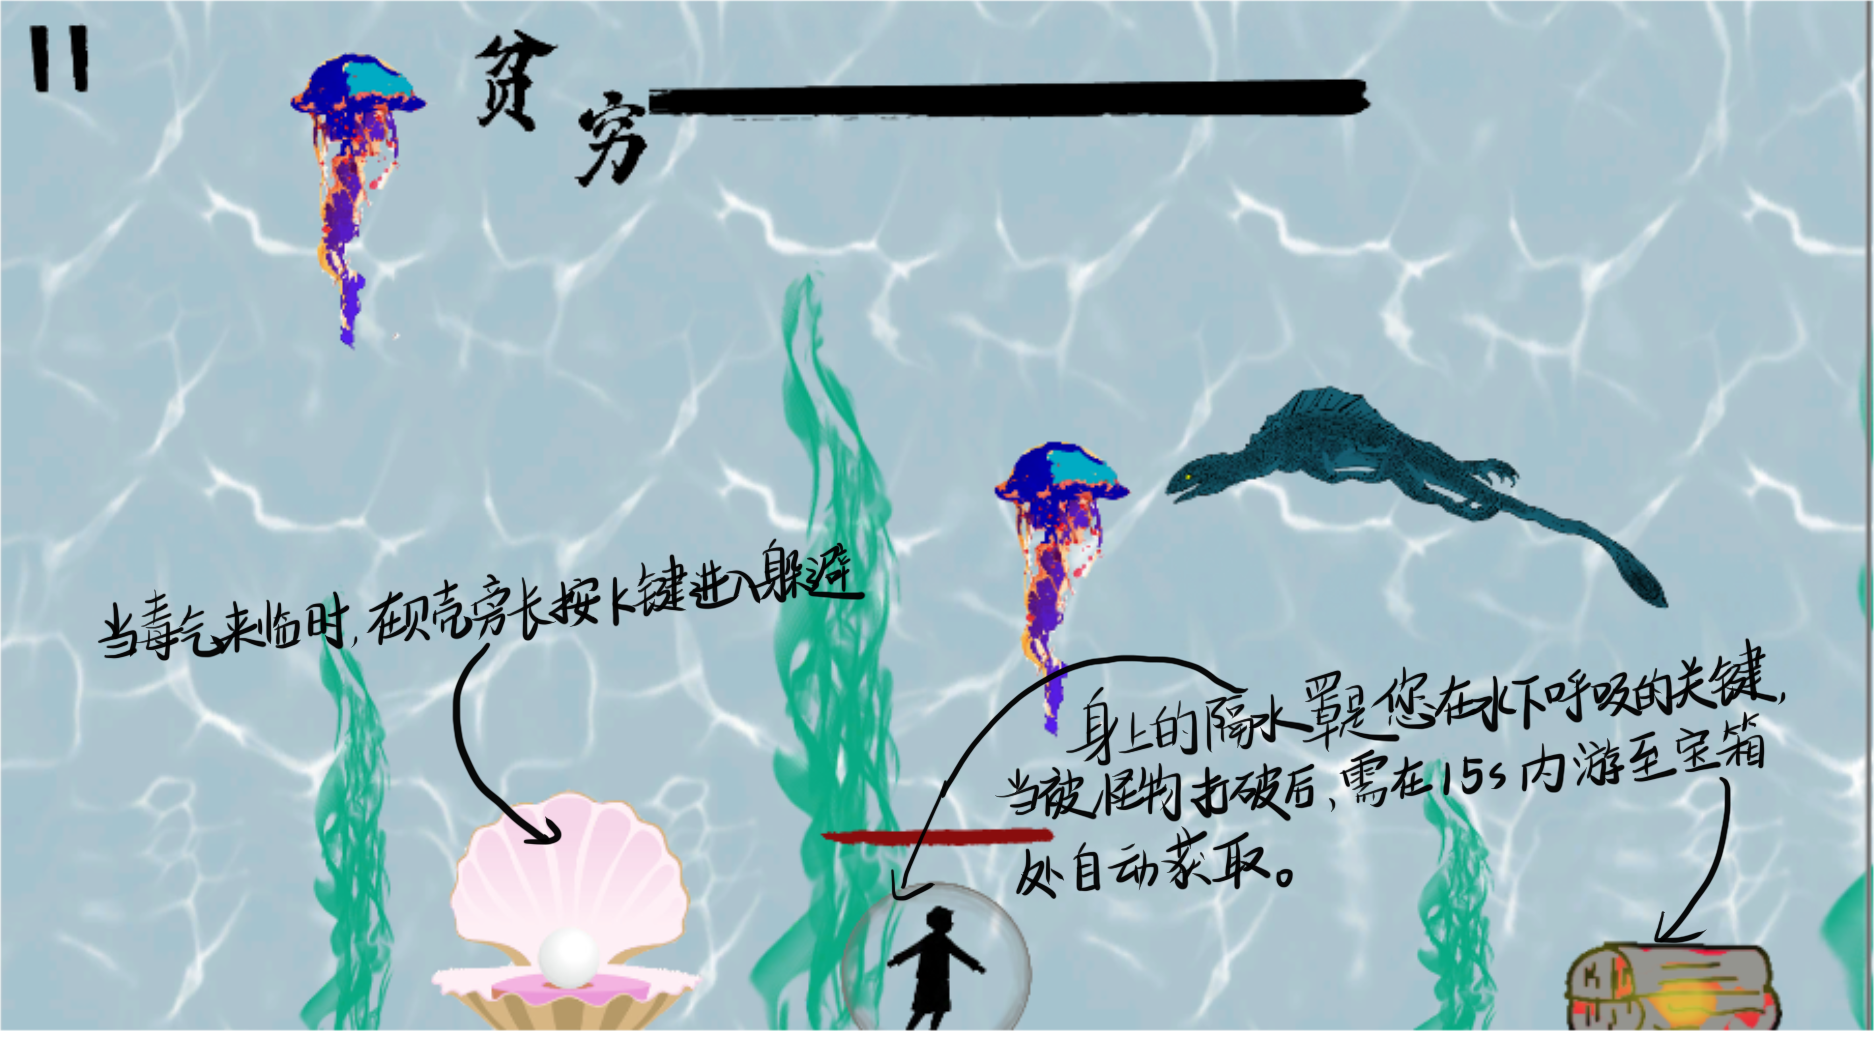 贫穷
当毒气来临时,在贝壳旁长按K键进入躲避
身上的隔水罩是您在水下呼吸的关键,
当被怪物打破后,需在15s内游至宝箱
处自动获取。